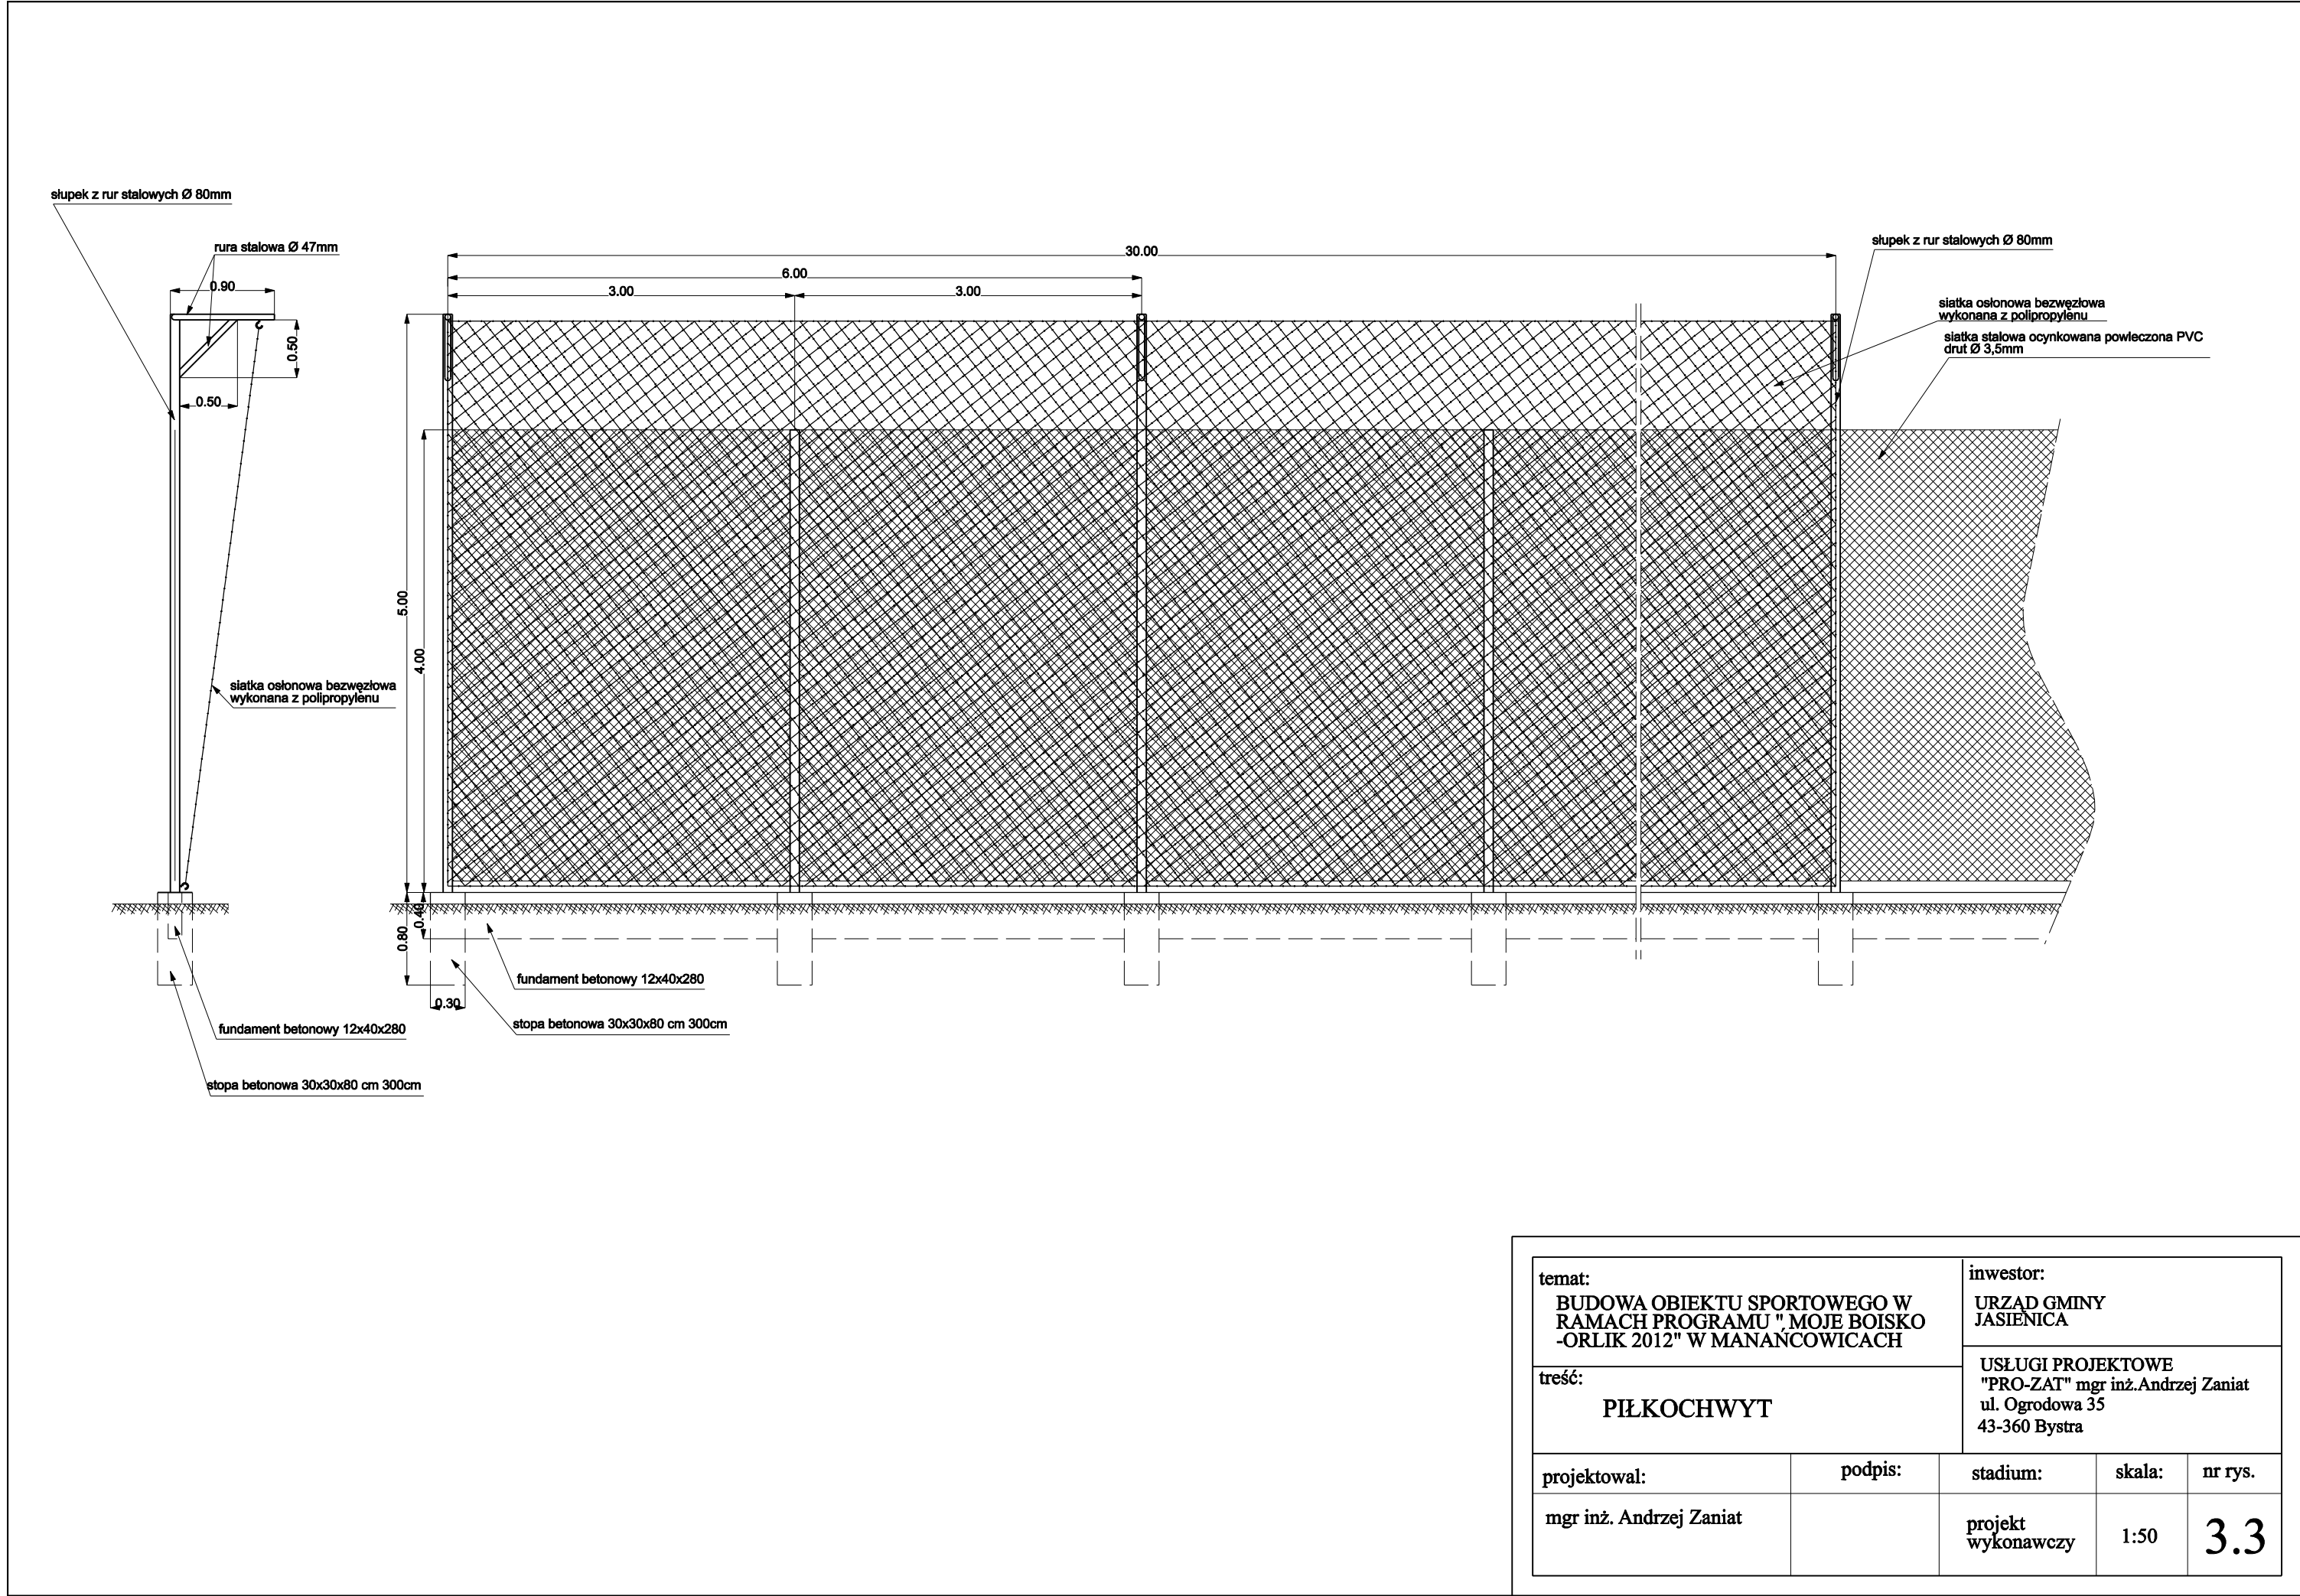 słupek z rur stalowych Ø 80mm
rura stalowa Ø 47mm
0.90
0.50
0.50
siatka osłonowa bezwęzłowa
wykonana z polipropylenu
fundament betonowy 12x40x280
stopa betonowa 30x30x80 cm 300cm
30.00
6.00
3.00
3.00
5.00
4.00
0.40
0.80
0.30
fundament betonowy 12x40x280
stopa betonowa 30x30x80 cm 300cm
słupek z rur stalowych Ø 80mm
siatka osłonowa bezwęzłowa
wykonana z polipropylenu
siatka stalowa ocynkowana powleczona PVC
drut Ø 3,5mm
temat:
BUDOWA OBIEKTU SPORTOWEGO W
RAMACH PROGRAMU " MOJE BOISKO
-ORLIK 2012" W MANAŃCOWICACH
inwestor:
URZĄD GMINY
JASIENICA
treść:
PIŁKOCHWYT
USŁUGI PROJEKTOWE
"PRO-ZAT" mgr inż.Andrzej Zaniat
ul. Ogrodowa 35
43-360 Bystra
projektował:
podpis:
stadium:
skala:
nr rys.
mgr inż. Andrzej Zaniat
projekt
wykonawczy
1:50
3.3